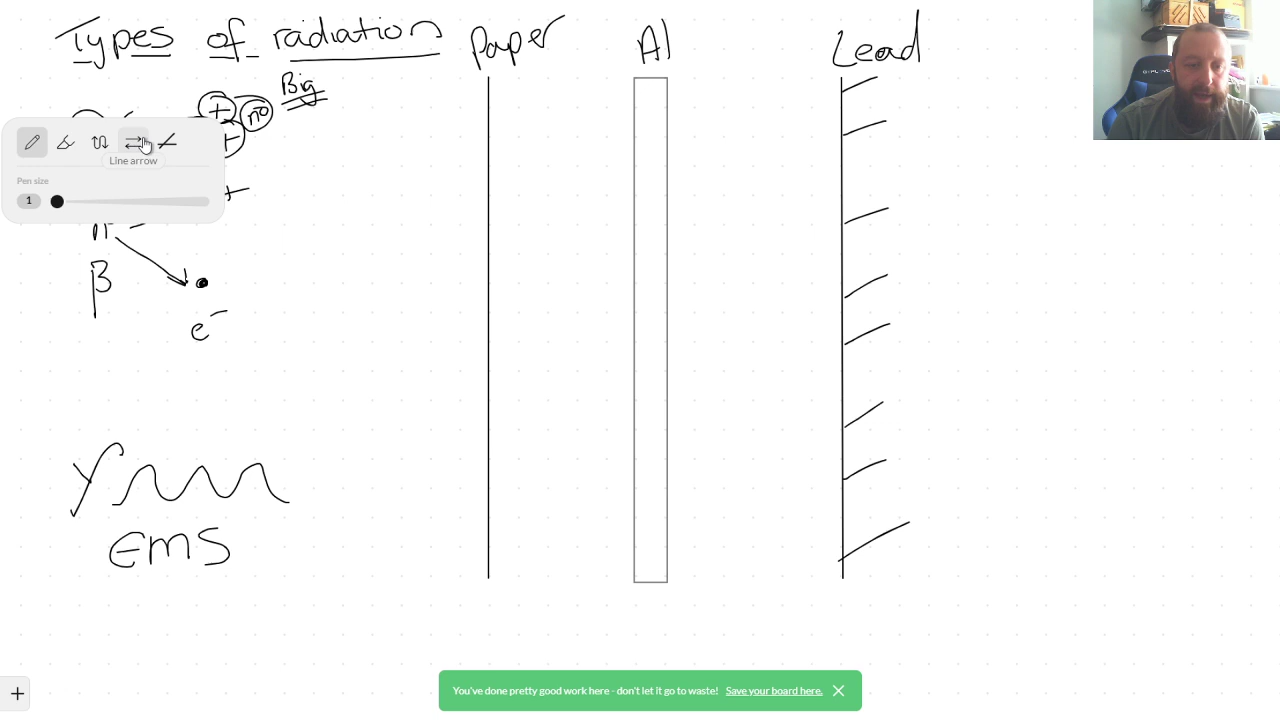 Types of radiation Paper Al Lead
Big
+ n⁰
+
Line arrow
Pen size
1
+
n -
β
e⁻
γ
EMS
You've done pretty good work here - don't let it go to waste! Save your board here.